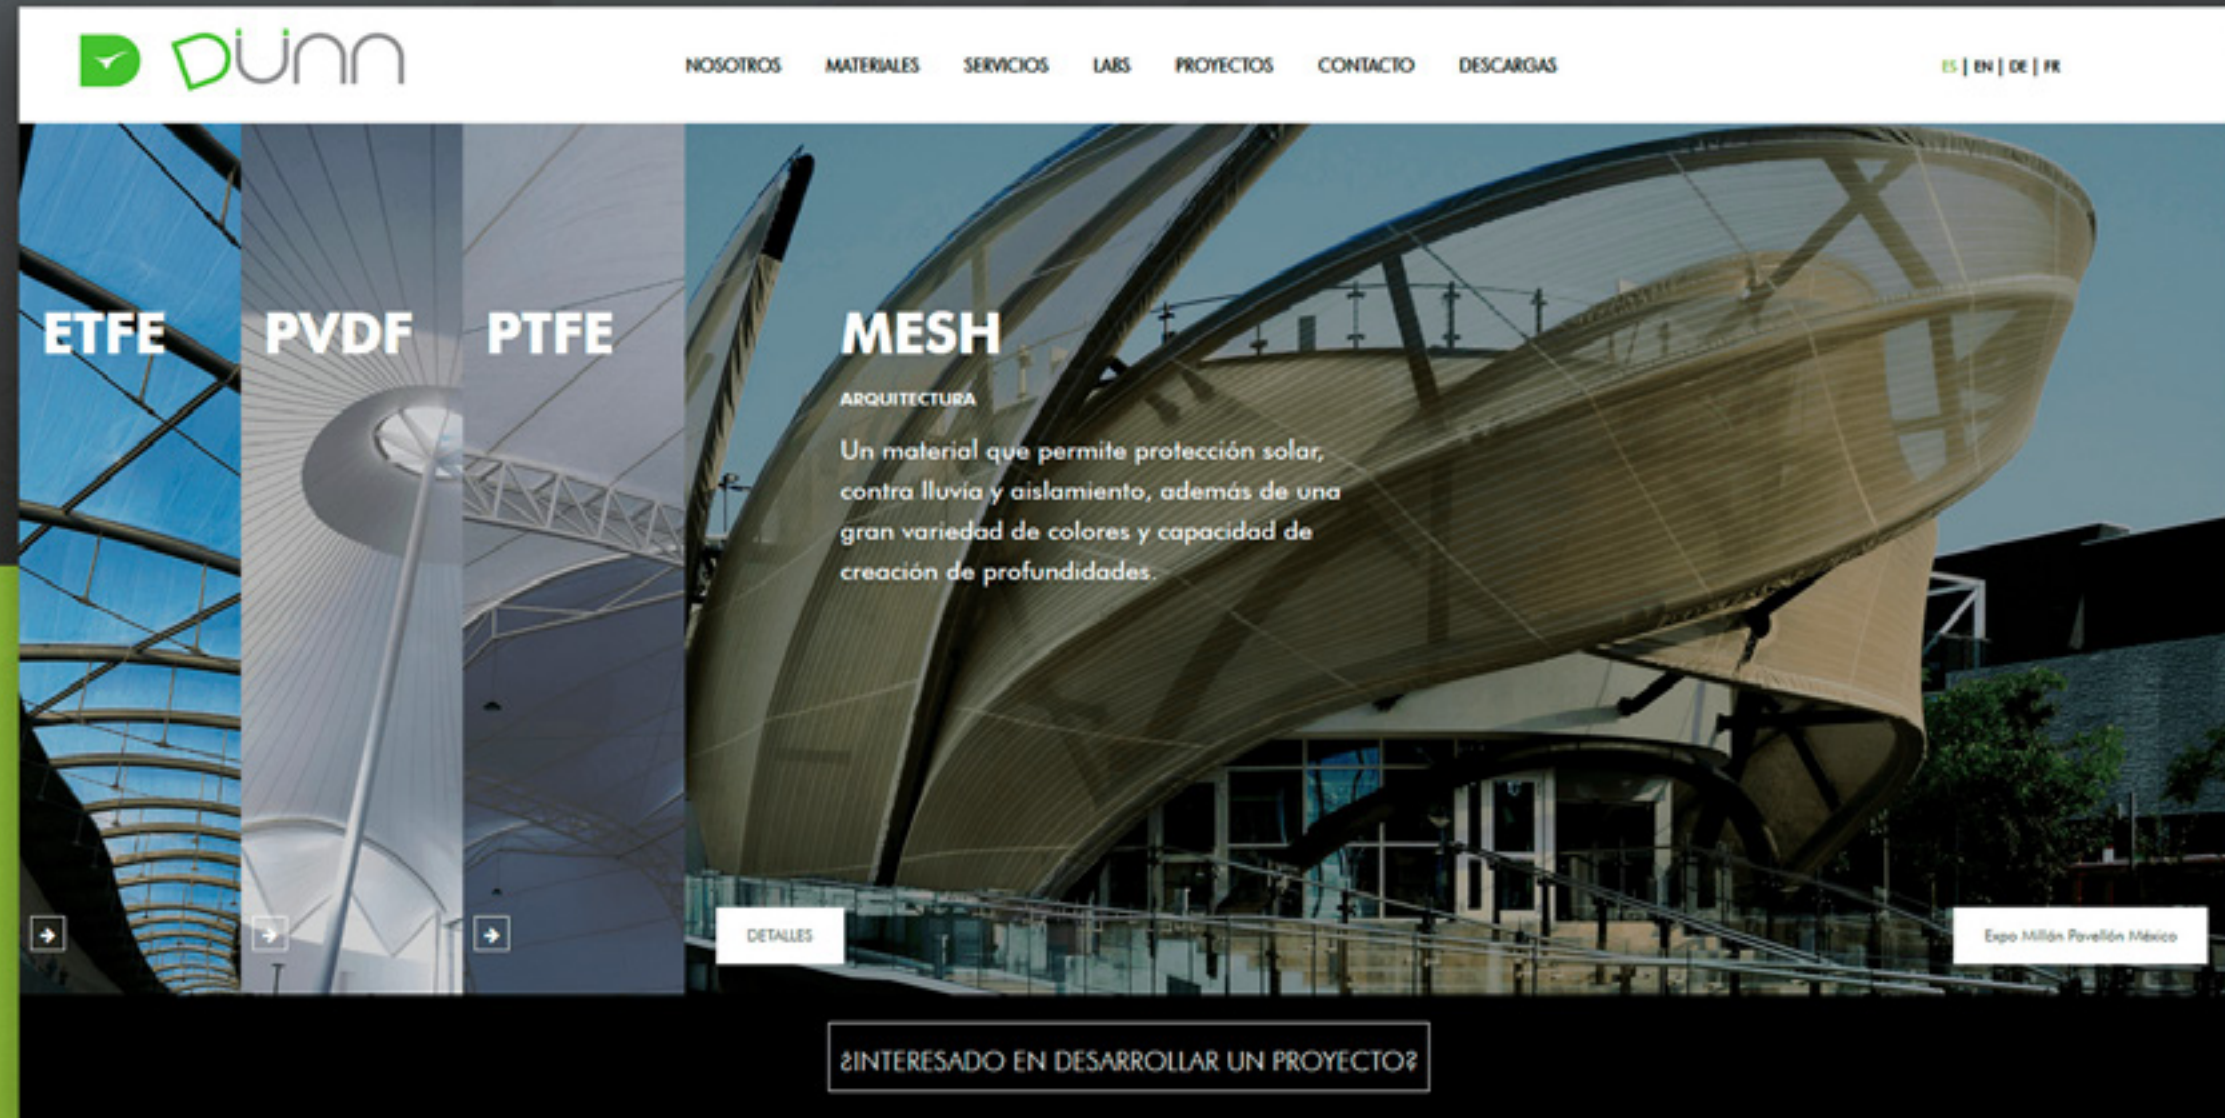 DÜNN
NOSOTROS MATERIALES SERVICIOS LABS PROYECTOS CONTACTO DESCARGAS
ES | EN | DE | FR
ETFE
PVDF
PTFE
MESH
ARQUITECTURA
Un material que permite protección solar,
contra lluvía y aislamiento, además de una
gran variedad de colores y capacidad de
creación de profundidades.
DETALLES
Expo Millán Pavellón México
¿INTERESADO EN DESARROLLAR UN PROYECTO?